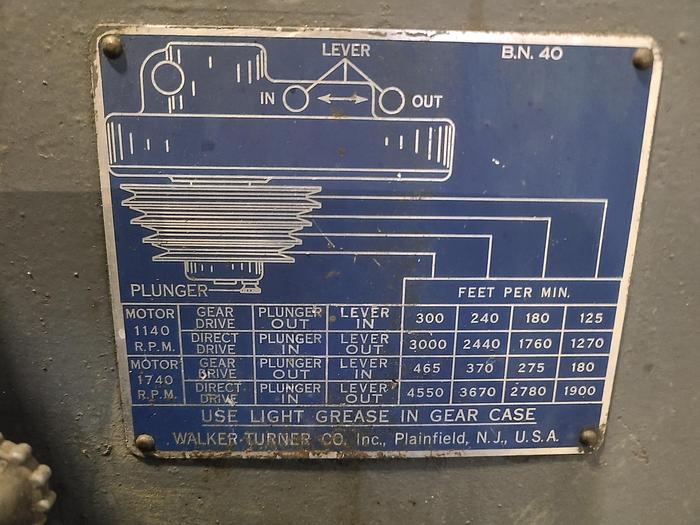 LEVER
B.N. 40
IN
OUT
PLUNGER
FEET PER MIN.
MOTOR 1140 R.P.M.
GEAR DRIVE PLUNGER OUT LEVER IN 300 240 180 125
DIRECT DRIVE PLUNGER IN LEVER OUT 3000 2440 1760 1270
MOTOR 1740 R.P.M.
GEAR DRIVE PLUNGER OUT LEVER IN 465 370 275 180
DIRECT DRIVE PLUNGER IN LEVER OUT 4550 3670 2780 1900
USE LIGHT GREASE IN GEAR CASE
WALKER-TURNER CO. Inc., Plainfield, N.J., U.S.A.